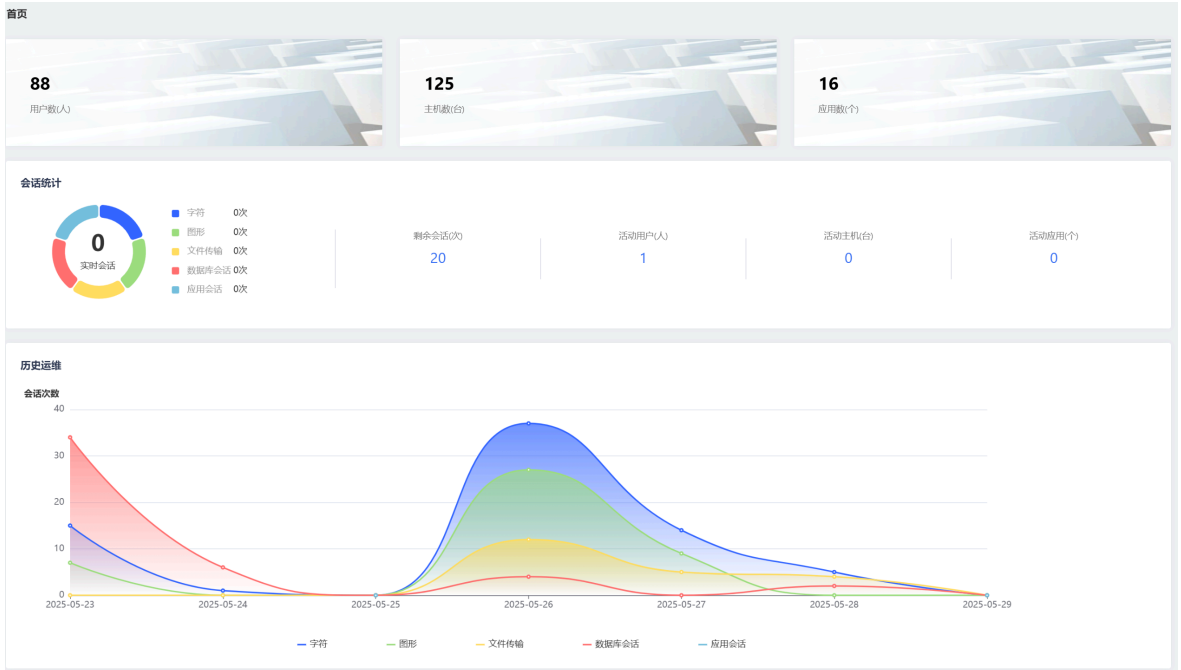 首页
88
用户数(人)
125
主机数(台)
16
应用数(个)
会话统计
0
实时会话
字符 0次
图形 0次
文件传输 0次
数据库会话 0次
应用会话 0次
剩余会话(次)
20
活动用户(人)
1
活动主机(台)
0
活动应用(个)
0
历史运维
会话次数
40
30
20
10
0
2025-05-23 2025-05-24 2025-05-25 2025-05-26 2025-05-27 2025-05-28 2025-05-29
字符 图形 文件传输 数据库会话 应用会话